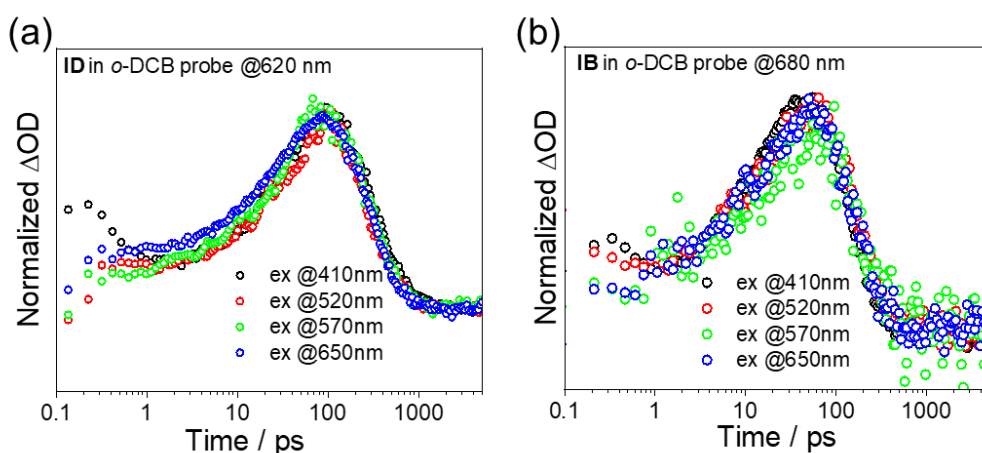 (a)
ID in o-DCB probe @620 nm
Normalized ΔOD
ex @410nm
ex @520nm
ex @570nm
ex @650nm
0.1 1 10 100 1000
Time / ps
(b)
IB in o-DCB probe @680 nm
Normalized ΔOD
ex @410nm
ex @520nm
ex @570nm
ex @650nm
0.1 1 10 100 1000
Time / ps